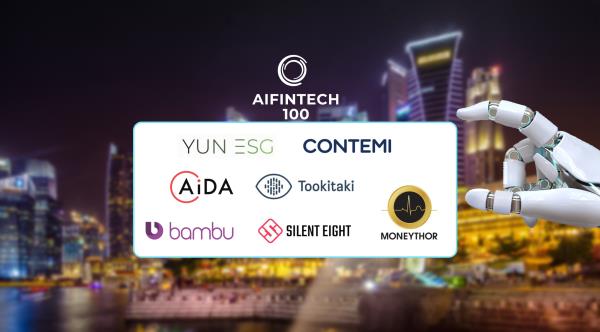 AIFINTECH
100
YUN ESG
CONTEMI
AiDA
Tookitaki
bambu
SILENT EIGHT
MONEYTHOR